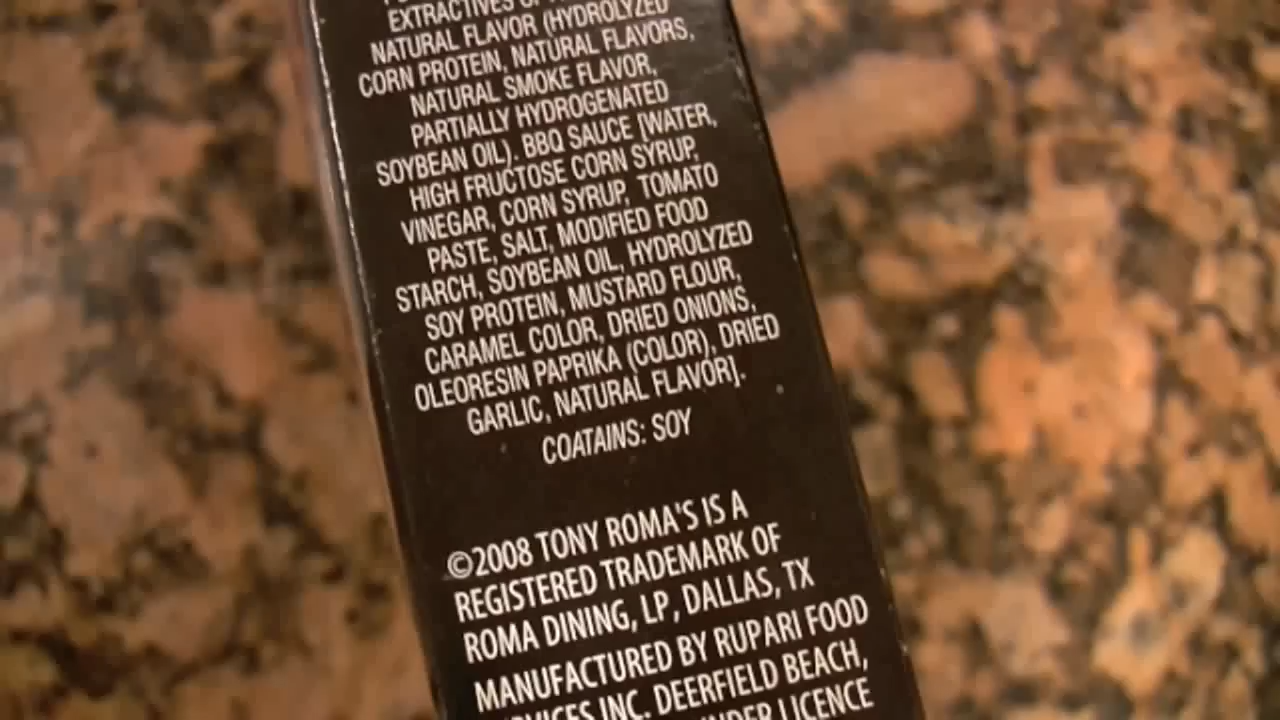 EXTRACTIVES
NATURAL FLAVOR (HYDROLYZED
CORN PROTEIN, NATURAL FLAVORS,
NATURAL SMOKE FLAVOR,
PARTIALLY HYDROGENATED
SOYBEAN OIL). BBQ SAUCE [WATER,
HIGH FRUCTOSE CORN SYRUP,
VINEGAR, CORN SYRUP, TOMATO
PASTE, SALT, MODIFIED FOOD
STARCH, SOYBEAN OIL, HYDROLYZED
SOY PROTEIN, MUSTARD FLOUR,
CARAMEL COLOR, DRIED ONIONS,
OLEORESIN PAPRIKA (COLOR), DRIED
GARLIC, NATURAL FLAVOR].
COATAINS: SOY
©2008 TONY ROMA'S IS A
REGISTERED TRADEMARK OF
ROMA DINING, LP, DALLAS, TX
MANUFACTURED BY RUPARI FOOD
INC. DEERFIELD BEACH,
LICENCE